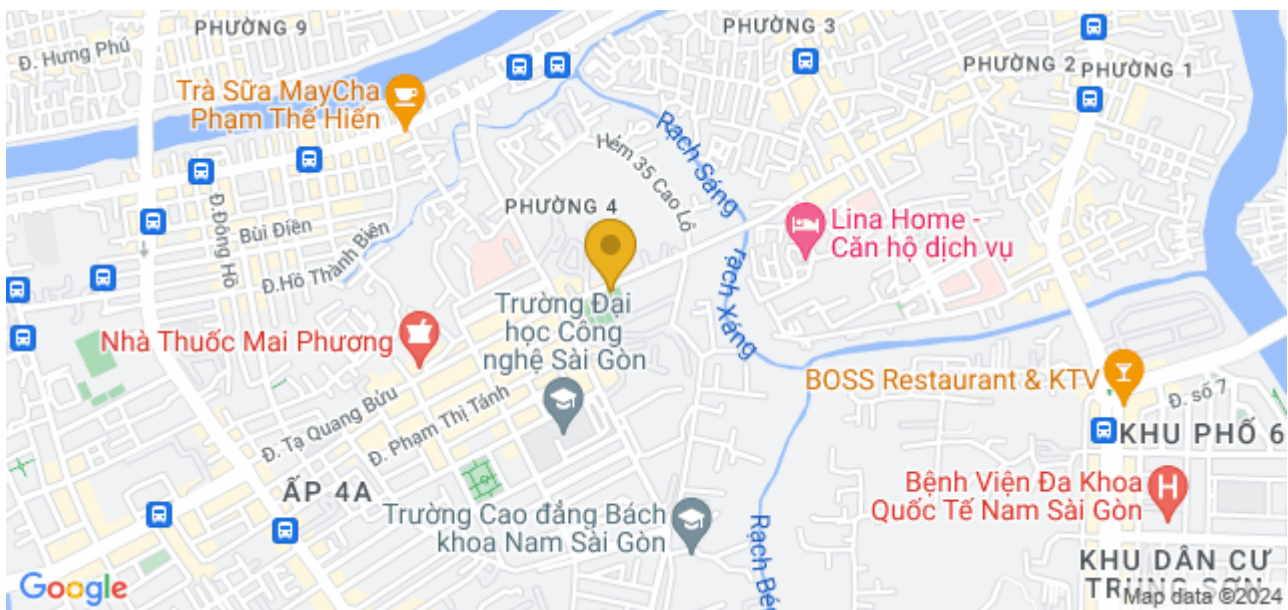 PHƯỜNG 9
Đ. Hưng Phú
PHƯỜNG 3
PHƯỜNG 2
PHƯỜNG 1
Trà Sữa MayCha
Phạm Thế Hiển
Hẻm 35 Cao Lỗ
Rạch Sáng
PHƯỜNG 4
Đ.Đông Hồ
Bùi Điền
Đ.Hồ Thành Biên
Lina Home -
Căn hộ dịch vụ
rạch Xáng
Trường Đại
học Công
nghệ Sài Gòn
Nhà Thuốc Mai Phương
BOSS Restaurant & KTV
Đ. số 7
Đ. Tạ Quang Bửu
Đ. Phạm Thị Tánh
KHU PHỐ 6
ẤP 4A
Bệnh Viện Đa Khoa
Quốc Tế Nam Sài Gòn
Trường Cao đẳng Bách
khoa Nam Sài Gòn
Rạch Bé
KHU DÂN CƯ
TRUNG SƠN
Google
Map data ©2024